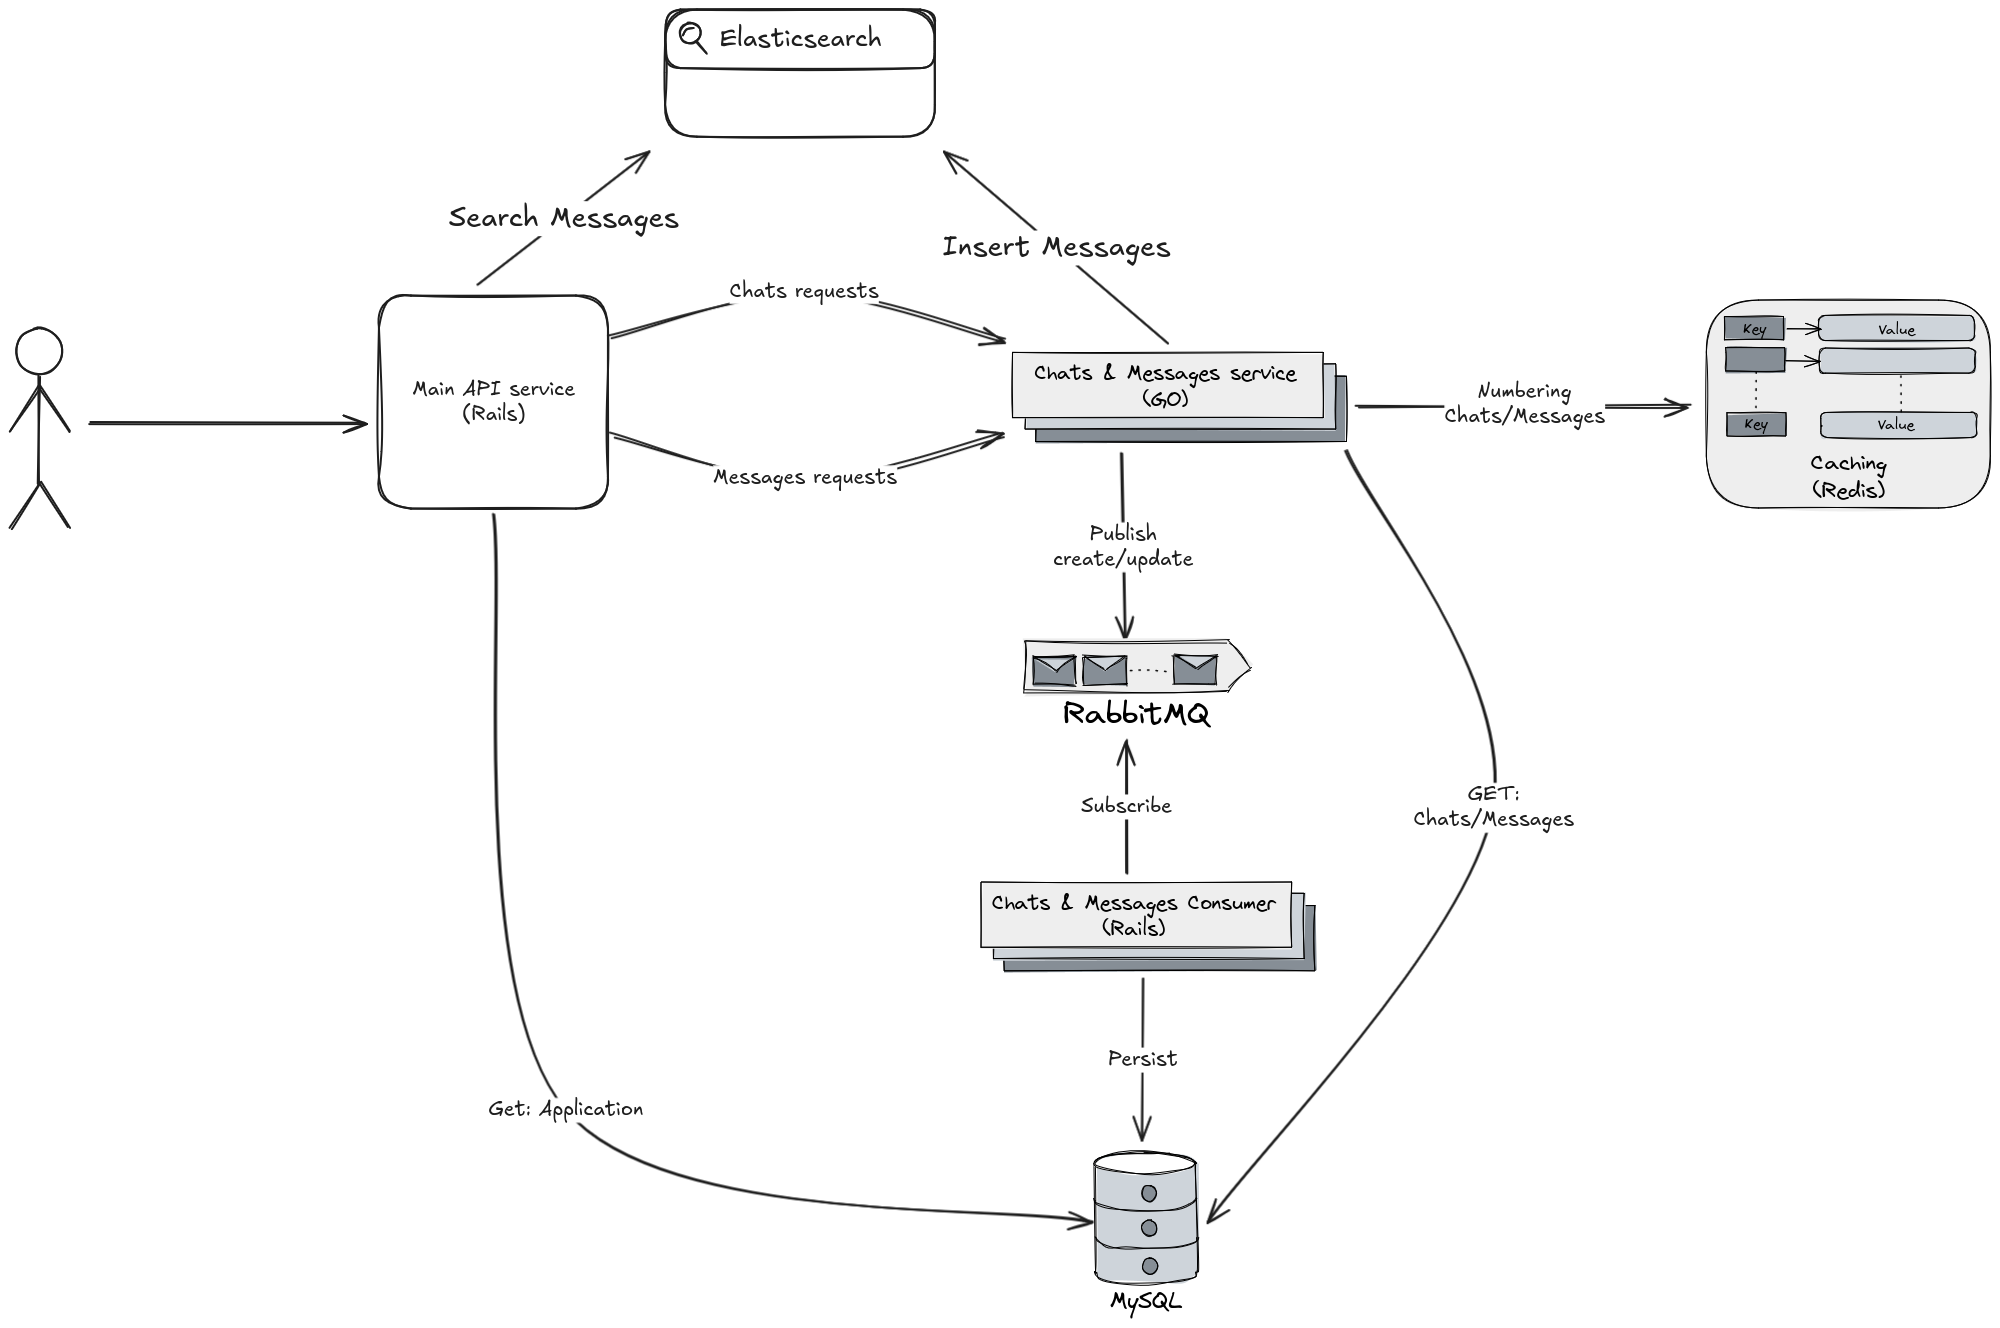 Elasticsearch
Search Messages
Insert Messages
Chats requests
Main API service
(Rails)
Messages requests
Chats & Messages service
(GO)
Numbering
Chats/Messages
Key
Value
Key
Value
Caching
(Redis)
Publish
create/update
RabbitMQ
Subscribe
GET:
Chats/Messages
Chats & Messages Consumer
(Rails)
Persist
Get: Application
MySQL